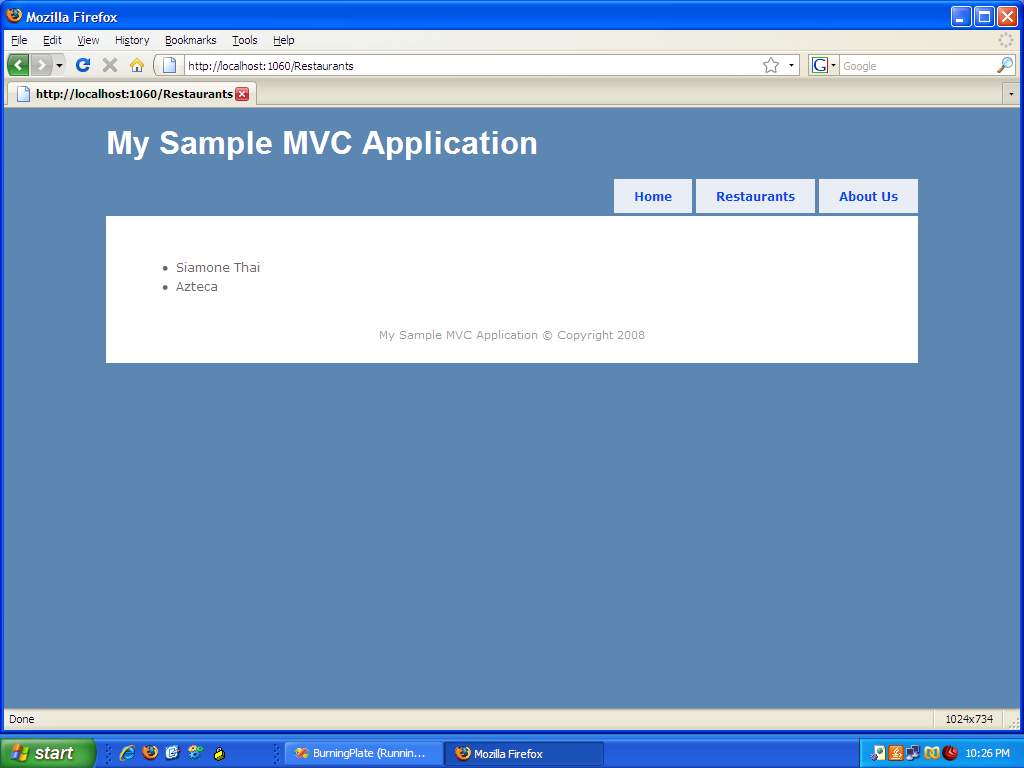 Mozilla Firefox
File Edit View History Bookmarks Tools Help
http://localhost:1060/Restaurants
G Google
http://localhost:1060/Restaurants
My Sample MVC Application
Home Restaurants About Us
Siamone Thai
Azteca
My Sample MVC Application © Copyright 2008
Done 1024x734
start BurningPlate (Runnin... Mozilla Firefox 10:26 PM